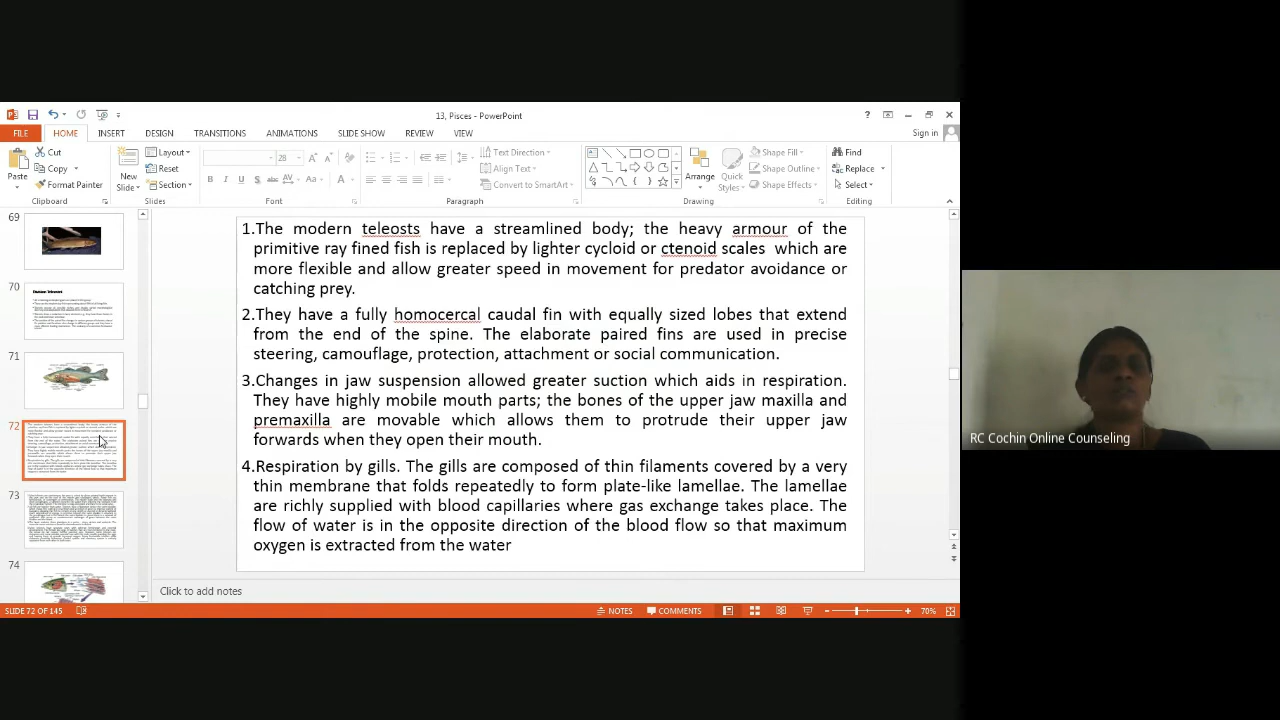 13, Pisces - PowerPoint
Sign in
FILE HOME INSERT DESIGN TRANSITIONS ANIMATIONS SLIDE SHOW REVIEW VIEW
Paste
Cut
Copy
Format Painter
Clipboard
New Slide
Layout
Reset
Section
Slides
28
Font
Text Direction
Align Text
Convert to SmartArt
Paragraph
Arrange
Quick Styles
Shape Fill
Shape Outline
Shape Effects
Drawing
Find
Replace
Select
Editing
69
70
71
72
73
74
1.The modern teleosts have a streamlined body; the heavy armour of the
primitive ray fined fish is replaced by lighter cycloid or ctenoid scales which are
more flexible and allow greater speed in movement for predator avoidance or
catching prey.
2.They have a fully homocercal caudal fin with equally sized lobes that extend
from the end of the spine. The elaborate paired fins are used in precise
steering, camouflage, protection, attachment or social communication.
3.Changes in jaw suspension allowed greater suction which aids in respiration.
They have highly mobile mouth parts; the bones of the upper jaw maxilla and
premaxilla are movable which allows them to protrude their upper jaw
forwards when they open their mouth.
4.Respiration by gills. The gills are composed of thin filaments covered by a very
thin membrane that folds repeatedly to form plate-like lamellae. The lamellae
are richly supplied with blood capillaries where gas exchange takes place. The
flow of water is in the opposite direction of the blood flow so that maximum
oxygen is extracted from the water
Click to add notes
SLIDE 72 OF 145
NOTES
COMMENTS
70%
RC Cochin Online Counseling